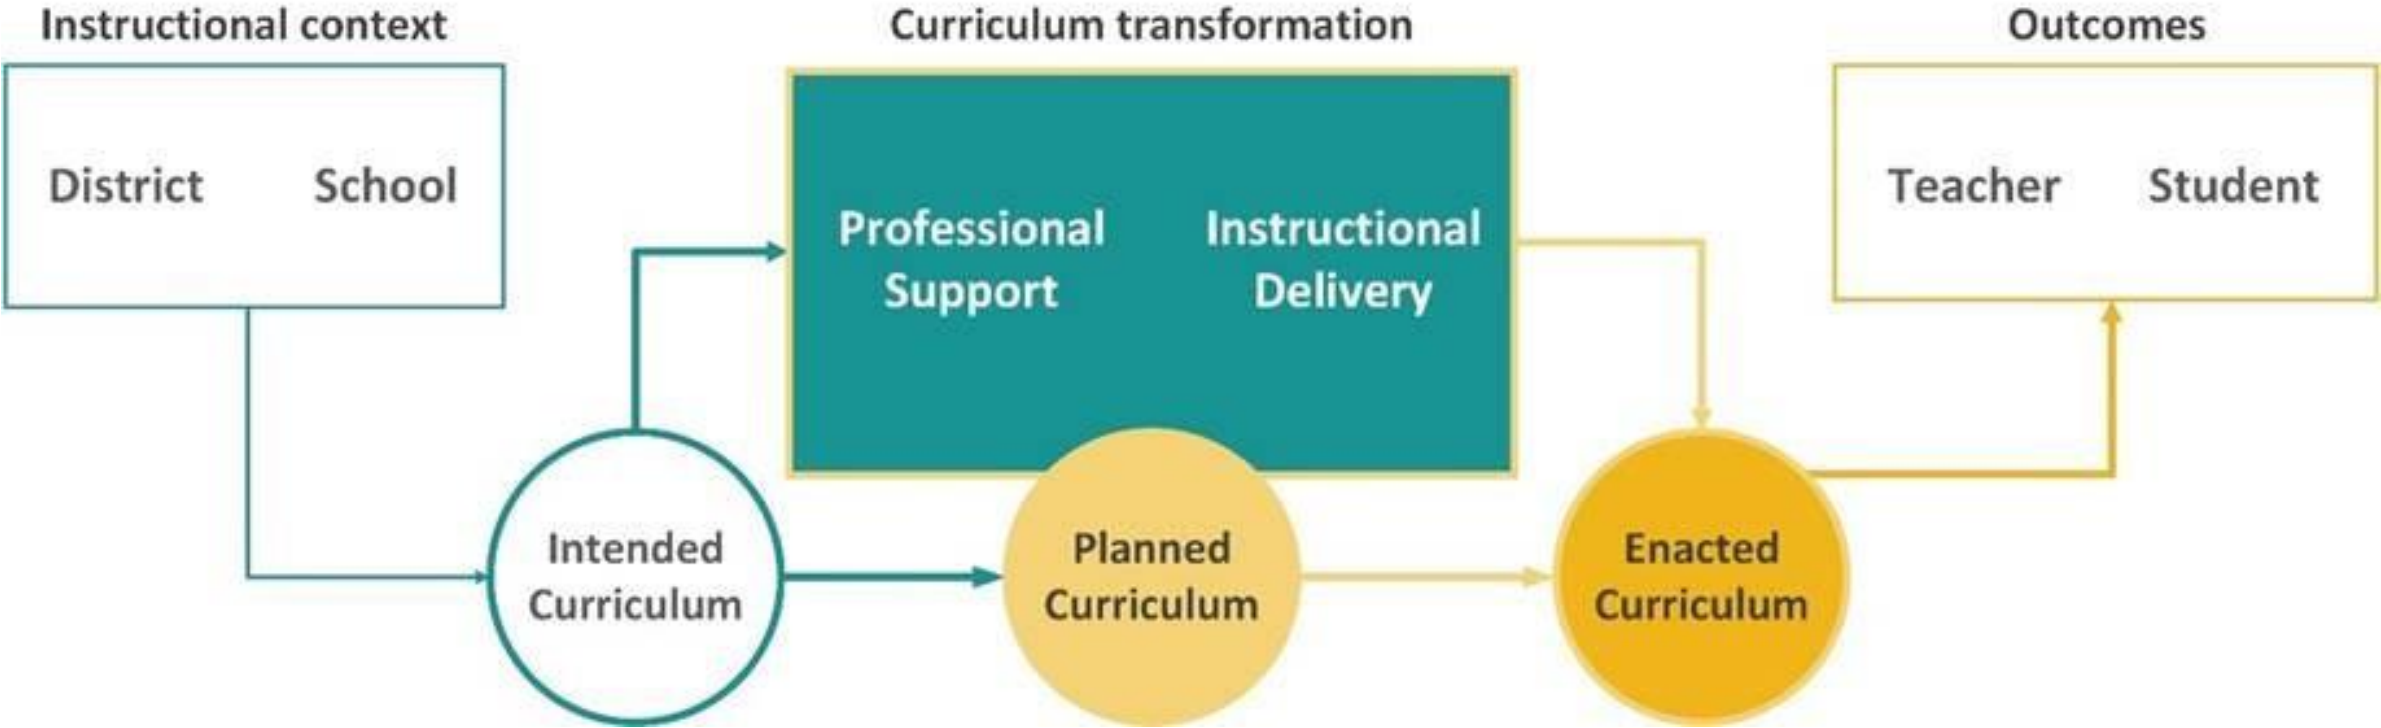 Instructional context
District School
Curriculum transformation
Professional
Support
Instructional
Delivery
Outcomes
Teacher Student
Intended
Curriculum
Planned
Curriculum
Enacted
Curriculum